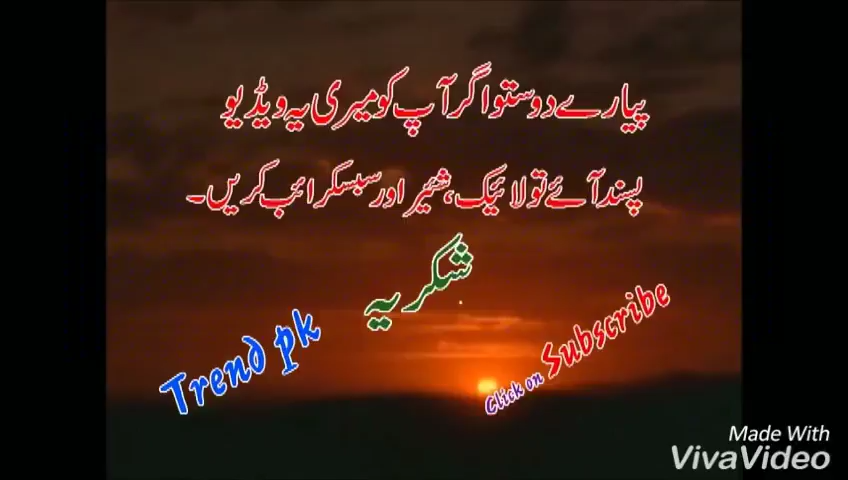 پیارے دوستو اگر آپ کو میری یہ ویڈیو
پسند آئے تو لائیک، شئیر اور سبسکرائب کریں۔
شکریہ
Trend pk
Click on Subscribe
Made With
VivaVideo